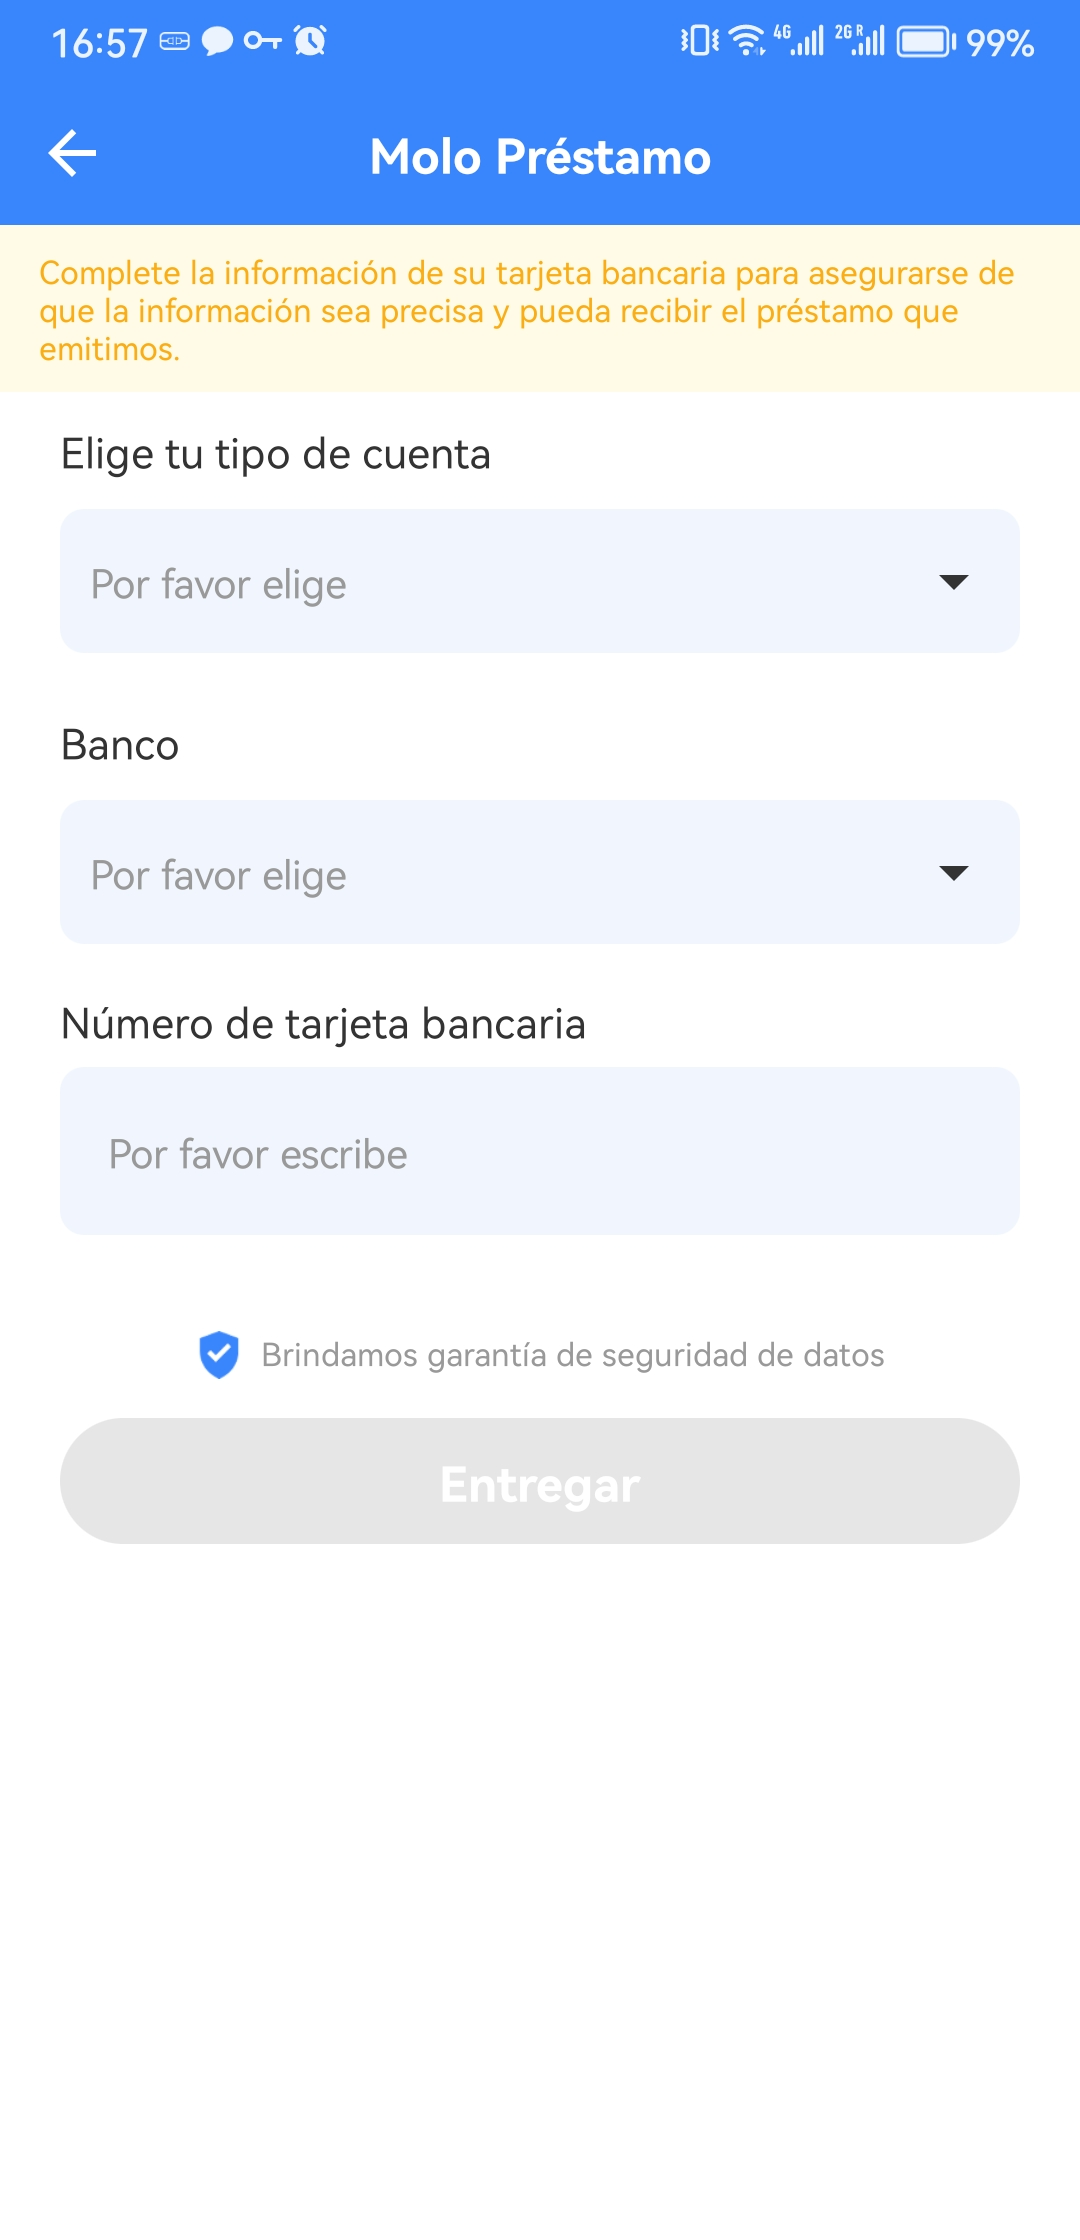 16:57
4G 2G R 99%
Molo Préstamo
Complete la información de su tarjeta bancaria para asegurarse de
que la información sea precisa y pueda recibir el préstamo que
emitimos.
Elige tu tipo de cuenta
Por favor elige
Banco
Por favor elige
Número de tarjeta bancaria
Por favor escribe
Brindamos garantía de seguridad de datos
Entregar